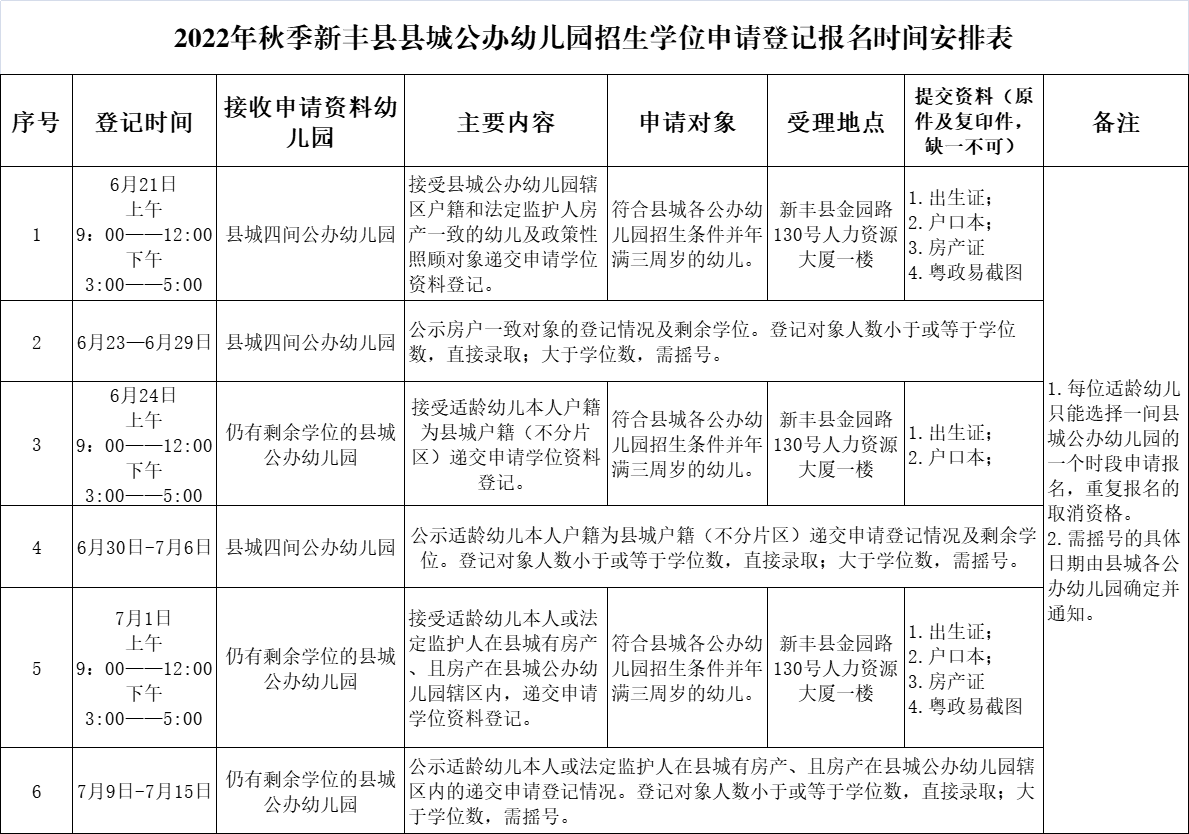 2022年秋季新丰县县城公办幼儿园招生学位申请登记报名时间安排表
序号
登记时间
接收申请资料幼
儿园
主要内容
申请对象
受理地点
提交资料（原
件及复印件，
缺一不可）
备注
1
6月21日
上午
9：00——12:00
下午
3:00——5:00
县城四间公办幼儿园
接受县城公办幼儿园辖
区户籍和法定监护人房
产一致的幼儿及政策性
照顾对象递交申请学位
资料登记。
符合县城各公办幼
儿园招生条件并年
满三周岁的幼儿。
新丰县金园路
130号人力资源
大厦一楼
1.出生证；
2.户口本；
3.房产证
4.粤政易截图
2
6月23—6月29日
县城四间公办幼儿园
公示房户一致对象的登记情况及剩余学位。登记对象人数小于或等于学位
数，直接录取；大于学位数，需摇号。
3
6月24日
上午
9：00——12:00
下午
3:00——5:00
仍有剩余学位的县城
公办幼儿园
接受适龄幼儿本人户籍
为县城户籍（不分片
区）递交申请学位资料
登记。
符合县城各公办幼
儿园招生条件并年
满三周岁的幼儿。
新丰县金园路
130号人力资源
大厦一楼
1.出生证；
2.户口本；
4
6月30日-7月6日
县城四间公办幼儿园
公示适龄幼儿本人户籍为县城户籍（不分片区）递交申请登记情况及剩余学
位。登记对象人数小于或等于学位数，直接录取；大于学位数，需摇号。
5
7月1日
上午
9：00——12:00
下午
3:00——5:00
仍有剩余学位的县城
公办幼儿园
接受适龄幼儿本人或法
定监护人在县城有房产
、且房产在县城公办幼
儿园辖区内，递交申请
学位资料登记。
符合县城各公办幼
儿园招生条件并年
满三周岁的幼儿。
新丰县金园路
130号人力资源
大厦一楼
1.出生证；
2.户口本；
3.房产证
4.粤政易截图
6
7月9日-7月15日
仍有剩余学位的县城
公办幼儿园
公示适龄幼儿本人或法定监护人在县城有房产、且房产在县城公办幼儿园辖
区内的递交申请登记情况。登记对象人数小于或等于学位数，直接录取；大
于学位数，需摇号。
1.每位适龄幼儿
只能选择一间县
城公办幼儿园的
一个时段申请报
名，重复报名的
取消资格。
2.需摇号的具体
日期由县城各公
办幼儿园确定并
通知。